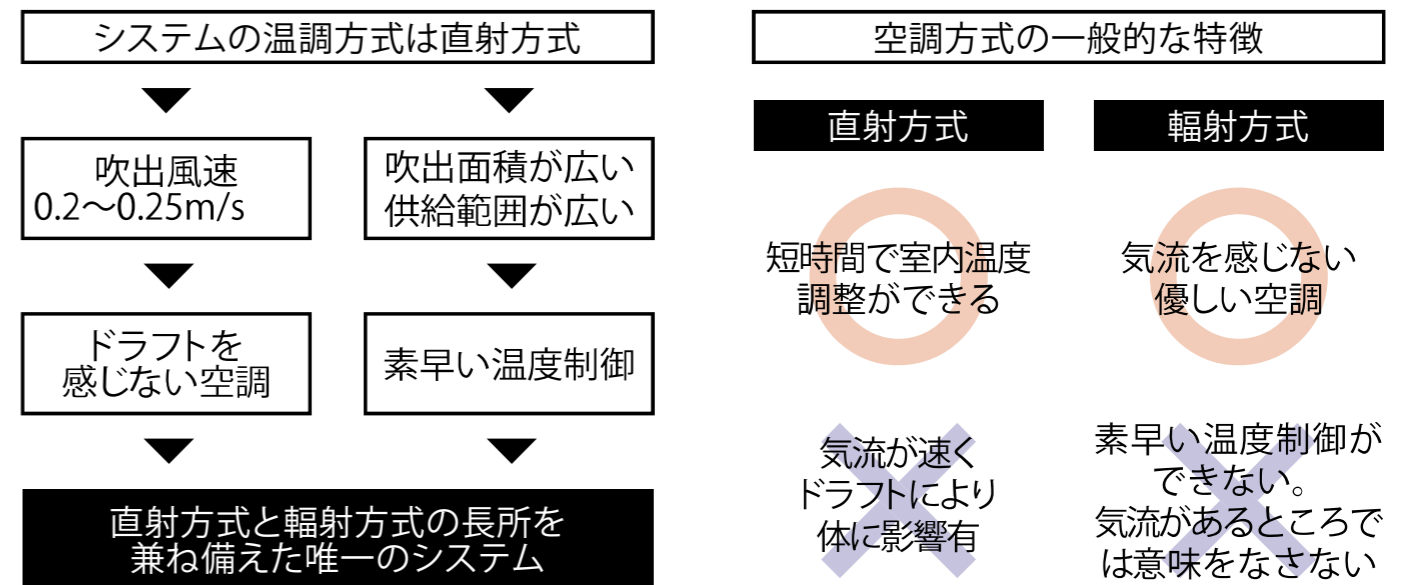 システムの温調方式は直射方式
吹出風速
0.2〜0.25m/s
吹出面積が広い
供給範囲が広い
ドラフトを
感じない空調
素早い温度制御
直射方式と輻射方式の長所を
兼ね備えた唯一のシステム
空調方式の一般的な特徴
直射方式
輻射方式
短時間で室内温度
調整ができる
気流を感じない
優しい空調
気流が速く
ドラフトにより
体に影響有
素早い温度制御が
できない。
気流があるところで
は意味をなさない